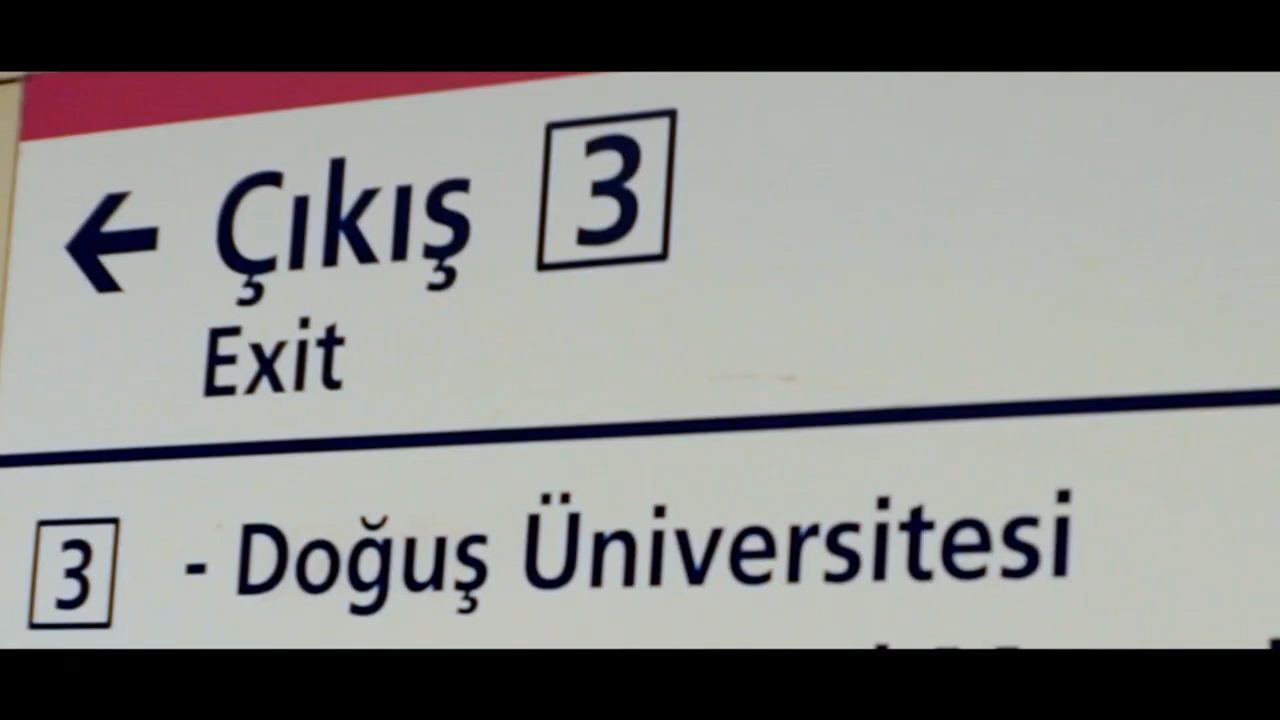 ← Çıkış 3
Exit
3 - Doğuş Üniversitesi